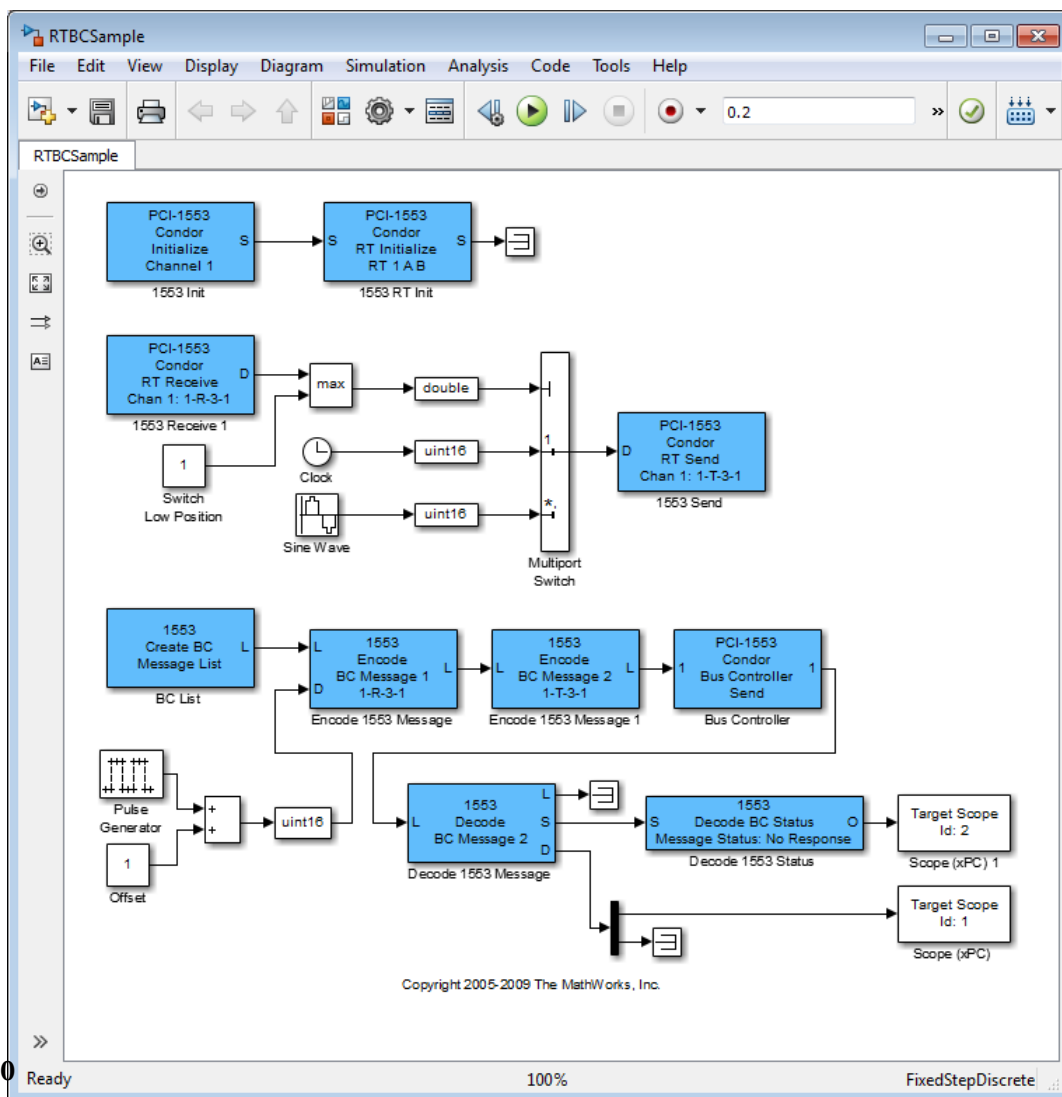 RTBCSample
File Edit View Display Diagram Simulation Analysis Code Tools Help
0.2
»
RTBCSample
PCI-1553
Condor
Initialize
Channel 1
S
1553 Init
PCI-1553
Condor
RT Initialize
RT 1 A B
S
S
1553 RT Init
PCI-1553
Condor
RT Receive
Chan 1: 1-R-3-1
D
1553 Receive 1
max
double
1
Switch
Low Position
Clock
uint16
1
Sine Wave
uint16
*,
Multiport
Switch
PCI-1553
Condor
RT Send
Chan 1: 1-T-3-1
D
1553 Send
1553
Create BC
Message List
L
BC List
1553
Encode
BC Message 1
1-R-3-1
L
D
L
Encode 1553 Message
1553
Encode
BC Message 2
1-T-3-1
L
L
Encode 1553 Message 1
PCI-1553
Condor
Bus Controller
Send
1
1
Bus Controller
Pulse
Generator
+
+
uint16
1
Offset
1553
Decode
BC Message 2
L
L
S
D
Decode 1553 Message
1553
Decode BC Status
Message Status: No Response
S
O
Decode 1553 Status
Target Scope
Id: 2
Scope (xPC) 1
Target Scope
Id: 1
Scope (xPC)
Copyright 2005-2009 The MathWorks, Inc.
»
0
Ready 100% FixedStepDiscrete